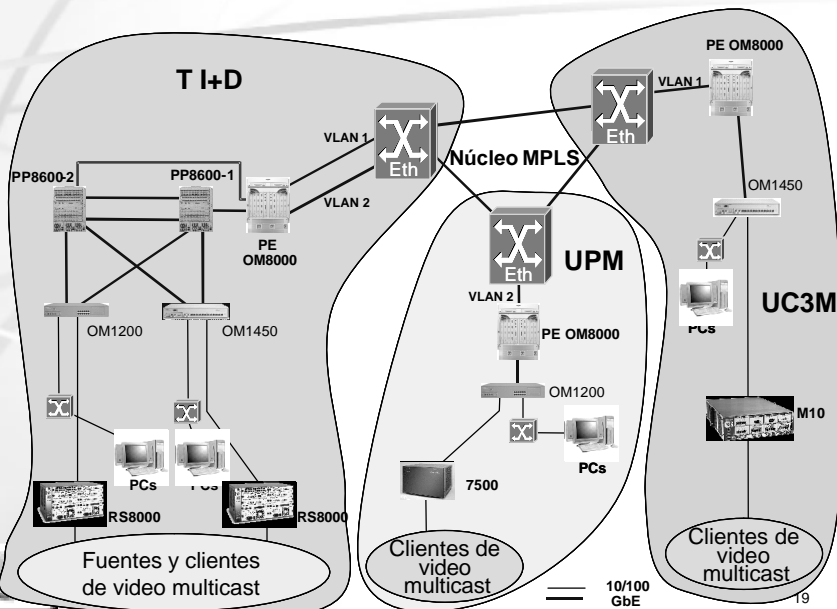 T I+D
PP8600-2
PP8600-1
VLAN 1
VLAN 2
Eth
PE
OM8000
OM1200
OM1450
PCs
PCs
RS8000
RS8000
Fuentes y clientes
de video multicast
Núcleo MPLS
Eth
UPM
VLAN 2
PE OM8000
OM1200
PCs
7500
Clientes de
video
multicast
Eth
VLAN 1
PE OM8000
OM1450
PCs
UC3M
M10
Clientes de
video
multicast
10/100
GbE
19